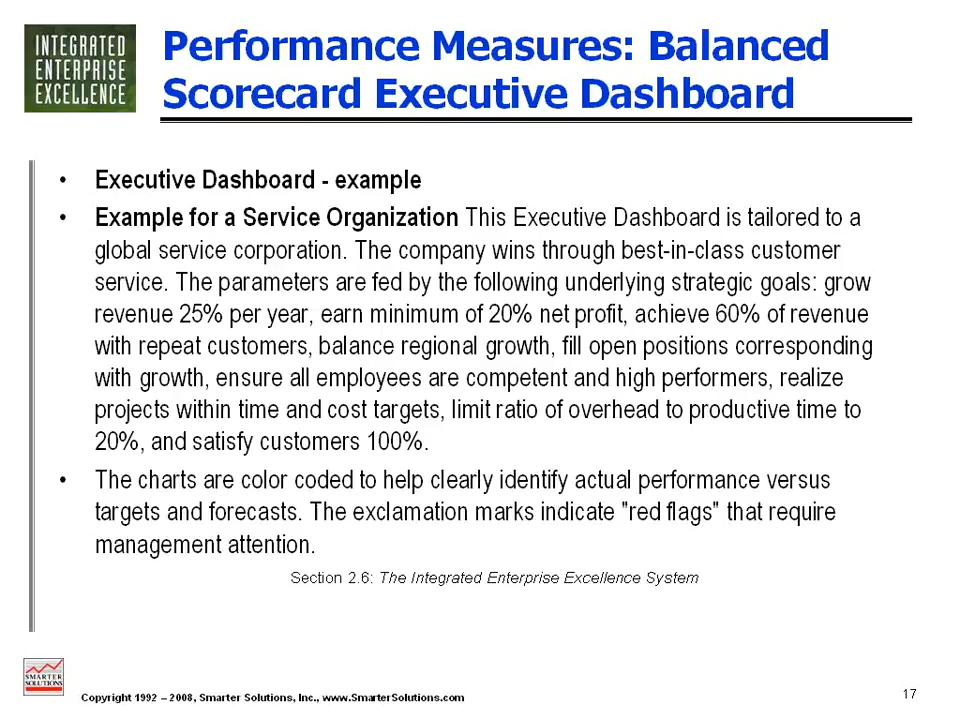 INTEGRATED
ENTERPRISE
EXCELLENCE
Performance Measures: Balanced
Scorecard Executive Dashboard
• Executive Dashboard - example
• Example for a Service Organization This Executive Dashboard is tailored to a
global service corporation. The company wins through best-in-class customer
service. The parameters are fed by the following underlying strategic goals: grow
revenue 25% per year, earn minimum of 20% net profit, achieve 60% of revenue
with repeat customers, balance regional growth, fill open positions corresponding
with growth, ensure all employees are competent and high performers, realize
projects within time and cost targets, limit ratio of overhead to productive time to
20%, and satisfy customers 100%.
• The charts are color coded to help clearly identify actual performance versus
targets and forecasts. The exclamation marks indicate "red flags" that require
management attention.
Section 2.6: The Integrated Enterprise Excellence System
SMARTER
SOLUTIONS
Copyright 1992 – 2008, Smarter Solutions, Inc., www.SmarterSolutions.com
17